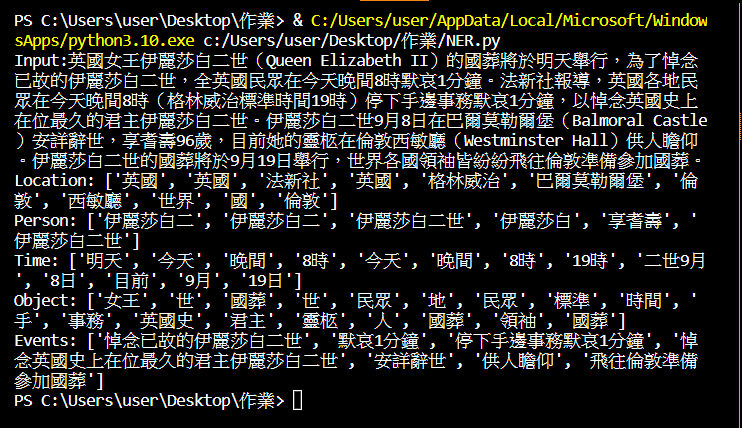 PS C:\Users\user\Desktop\作業> & C:/Users/user/AppData/Local/Microsoft/Window
sApps/python3.10.exe c:/Users/user/Desktop/作業/NER.py
Input:英國女王伊麗莎白二世（Queen Elizabeth II）的國葬將於明天舉行，為了悼念
已故的伊麗莎白二世，全英國民眾在今天晚間8時默哀1分鐘。法新社報導，英國各地民
眾在今天晚間8時（格林威治標準時間19時）停下手邊事務默哀1分鐘，以悼念英國史上
在位最久的君主伊麗莎白二世。伊麗莎白二世9月8日在巴爾莫勒爾堡（Balmoral Castle
）安詳辭世，享耆壽96歲，目前她的靈柩在倫敦西敏廳（Westminster Hall）供人瞻仰
。伊麗莎白二世的國葬將於9月19日舉行，世界各國領袖皆紛紛飛往倫敦準備參加國葬。
Location: ['英國', '英國', '法新社', '英國', '格林威治', '巴爾莫勒爾堡', '倫
敦', '西敏廳', '世界', '國', '倫敦']
Person: ['伊麗莎白二', '伊麗莎白二', '伊麗莎白二世', '伊麗莎白', '享耆壽', '
伊麗莎白二世']
Time: ['明天', '今天', '晚間', '8時', '今天', '晚間', '8時', '19時', '二世9月
', '8日', '目前', '9月', '19日']
Object: ['女王', '世', '國葬', '世', '民眾', '地', '民眾', '標準', '時間', '
手', '事務', '英國史', '君主', '靈柩', '人', '國葬', '領袖', '國葬']
Events: ['悼念已故的伊麗莎白二世', '默哀1分鐘', '停下手邊事務默哀1分鐘', '悼
念英國史上在位最久的君主伊麗莎白二世', '安詳辭世', '供人瞻仰', '飛往倫敦準備
參加國葬']
PS C:\Users\user\Desktop\作業>